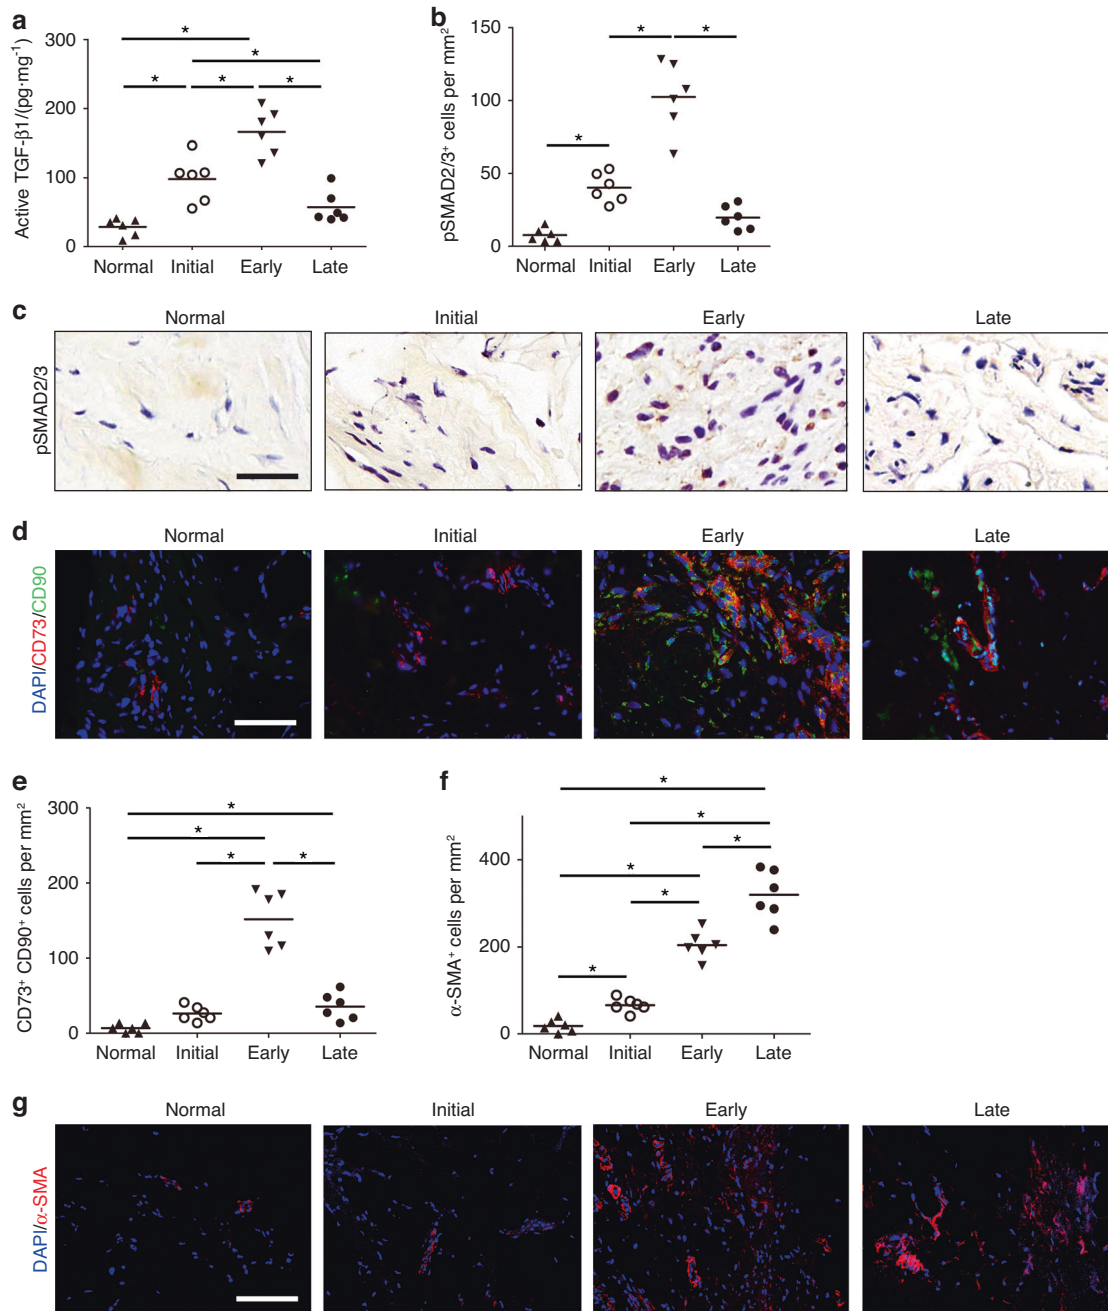 a
Active TGF-β1/(pg·mg⁻¹)
300
200
100
0
* * * * *
Normal Initial Early Late
b
pSMAD2/3⁺ cells per mm²
150
100
50
0
* * *
Normal Initial Early Late
c
Normal Initial Early Late
pSMAD2/3
d
Normal Initial Early Late
DAPI/CD73/CD90
e
CD73⁺ CD90⁺ cells per mm²
300
200
100
0
* * * *
Normal Initial Early Late
f
α-SMA⁺ cells per mm²
400
200
0
* * * * * *
Normal Initial Early Late
g
Normal Initial Early Late
DAPI/α-SMA